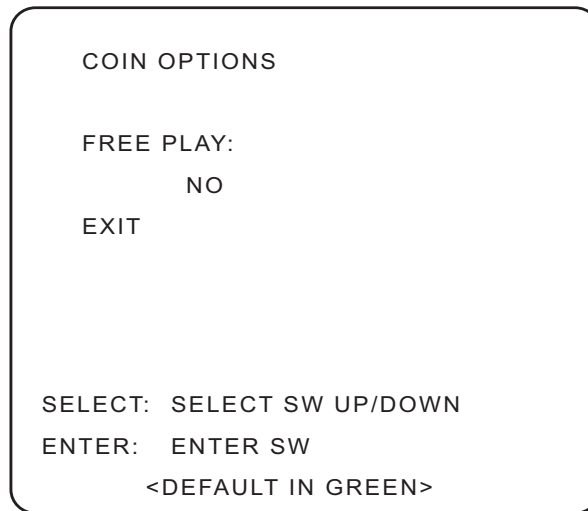 COIN OPTIONS
FREE PLAY:
NO
EXIT
SELECT: SELECT SW UP/DOWN
ENTER: ENTER SW
<DEFAULT IN GREEN>